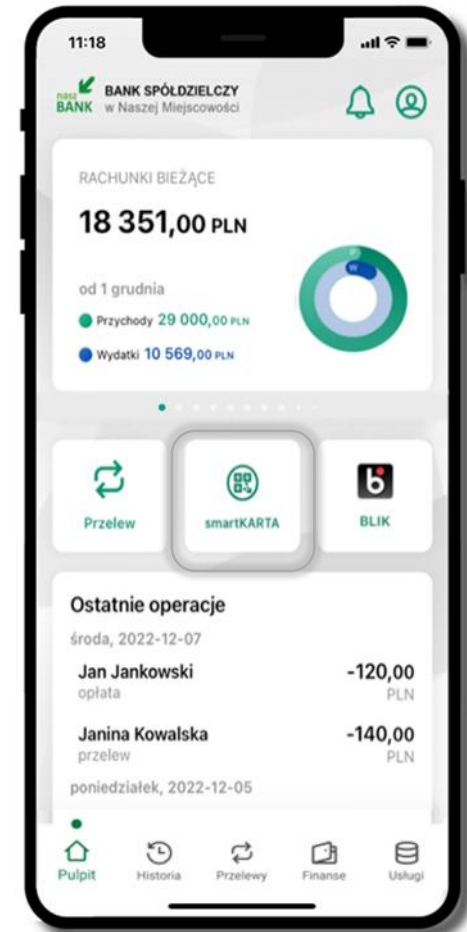 11:18
nasz BANK
BANK SPÓŁDZIELCZY
w Naszej Miejscowości
RACHUNKI BIEŻĄCE
18 351,00 PLN
od 1 grudnia
Przychody 29 000,00 PLN
Wydatki 10 569,00 PLN
P
W
Przelew
smartKARTA
BLIK
Ostatnie operacje
środa, 2022-12-07
Jan Jankowski -120,00
opłata PLN
Janina Kowalska -140,00
przelew PLN
poniedziałek, 2022-12-05
Pulpit Historia Przelewy Finanse Usługi